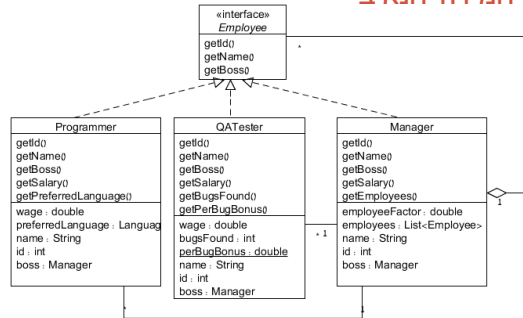 «interface»
Employee
getId()
getName()
getBoss()
*
Programmer
getId()
getName()
getBoss()
getSalary()
getPreferredLanguage()
wage : double
preferredLanguage : Languag
name : String
id : int
boss : Manager
QATester
getId()
getName()
getBoss()
getSalary()
getBugsFound()
getPerBugBonus()
wage : double
bugsFound : int
perBugBonus : double
name : String
id : int
boss : Manager
* 1
Manager
getId()
getName()
getBoss()
getSalary()
getEmployees()
employeeFactor : double
employees : List<Employee>
name : String
id : int
boss : Manager
1
* 1